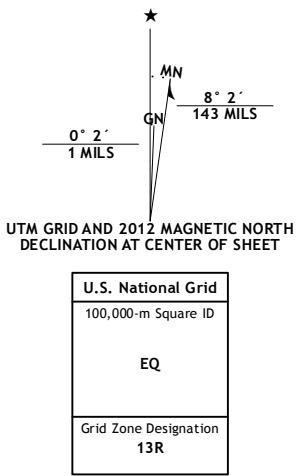 ★
MN
GN
8° 2´
143 MILS
0° 2´
1 MILS
UTM GRID AND 2012 MAGNETIC NORTH
DECLINATION AT CENTER OF SHEET
U.S. National Grid
100,000-m Square ID
EQ
Grid Zone Designation
13R